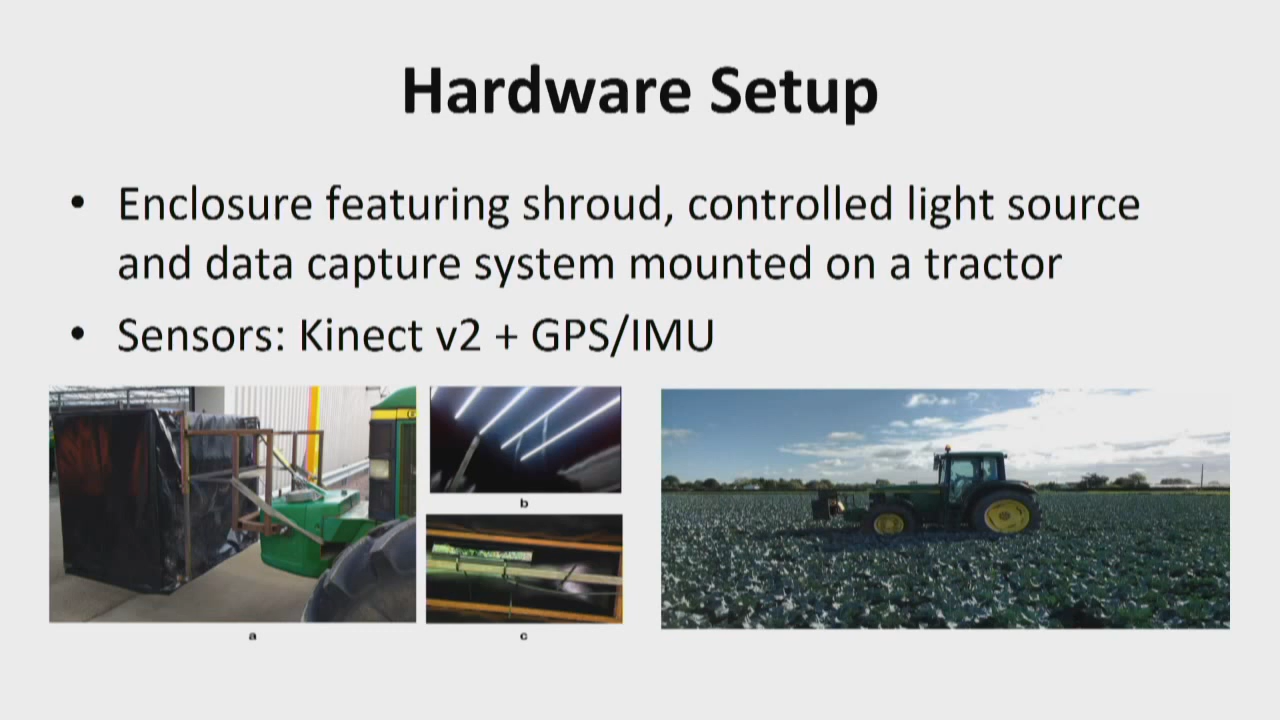 Hardware Setup
• Enclosure featuring shroud, controlled light source
and data capture system mounted on a tractor
• Sensors: Kinect v2 + GPS/IMU
a
b
c